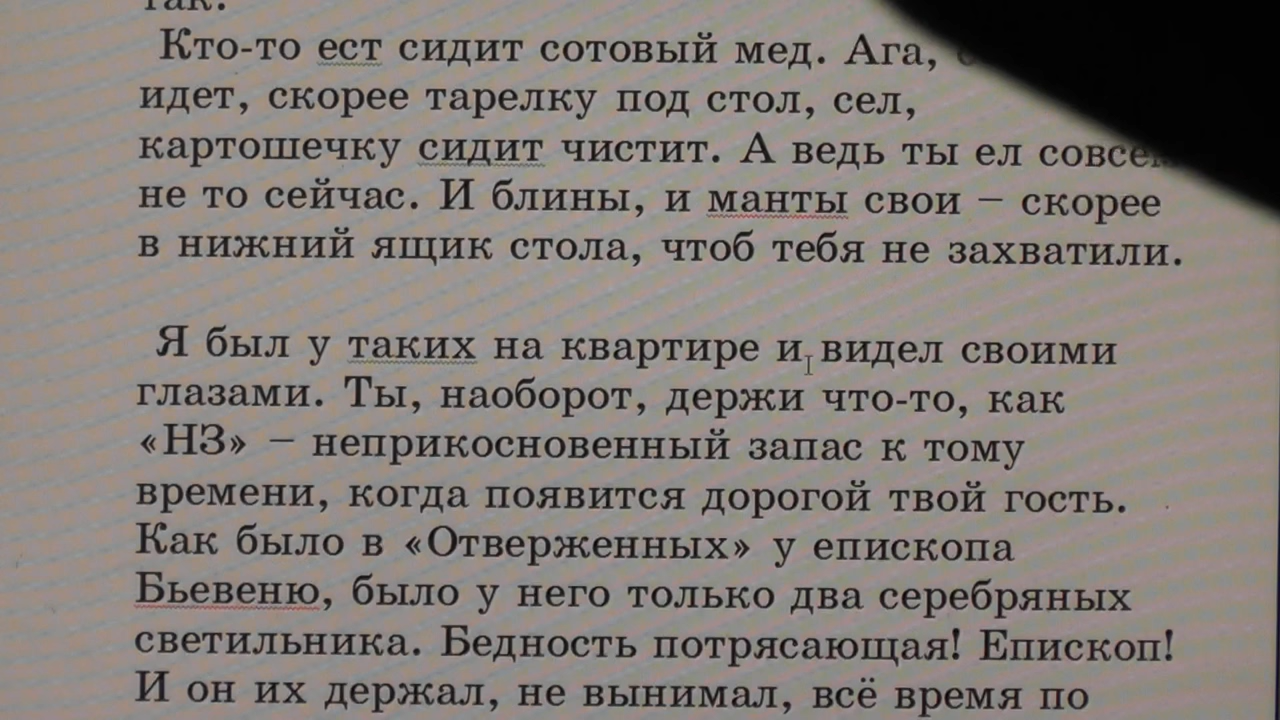 так.
Кто-то ест сидит сотовый мед. Ага,
идет, скорее тарелку под стол, сел,
картошечку сидит чистит. А ведь ты ел совсем
не то сейчас. И блины, и манты свои – скорее
в нижний ящик стола, чтоб тебя не захватили.
Я был у таких на квартире и видел своими
глазами. Ты, наоборот, держи что-то, как
«НЗ» – неприкосновенный запас к тому
времени, когда появится дорогой твой гость.
Как было в «Отверженных» у епископа
Бьевеню, было у него только два серебряных
светильника. Бедность потрясающая! Епископ!
И он их держал, не вынимал, всё время по